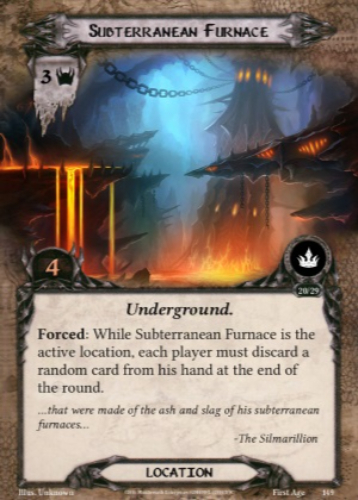 SUBTERRANEAN FURNACE
3
4
20/29
Underground.
Forced: While Subterranean Furnace is the
active location, each player must discard a
random card from his hand at the end of
the round.
...that were made of the ash and slag of his subterranean
furnaces...
-The Silmarillion
LOCATION
Illus. Unknown
First Age